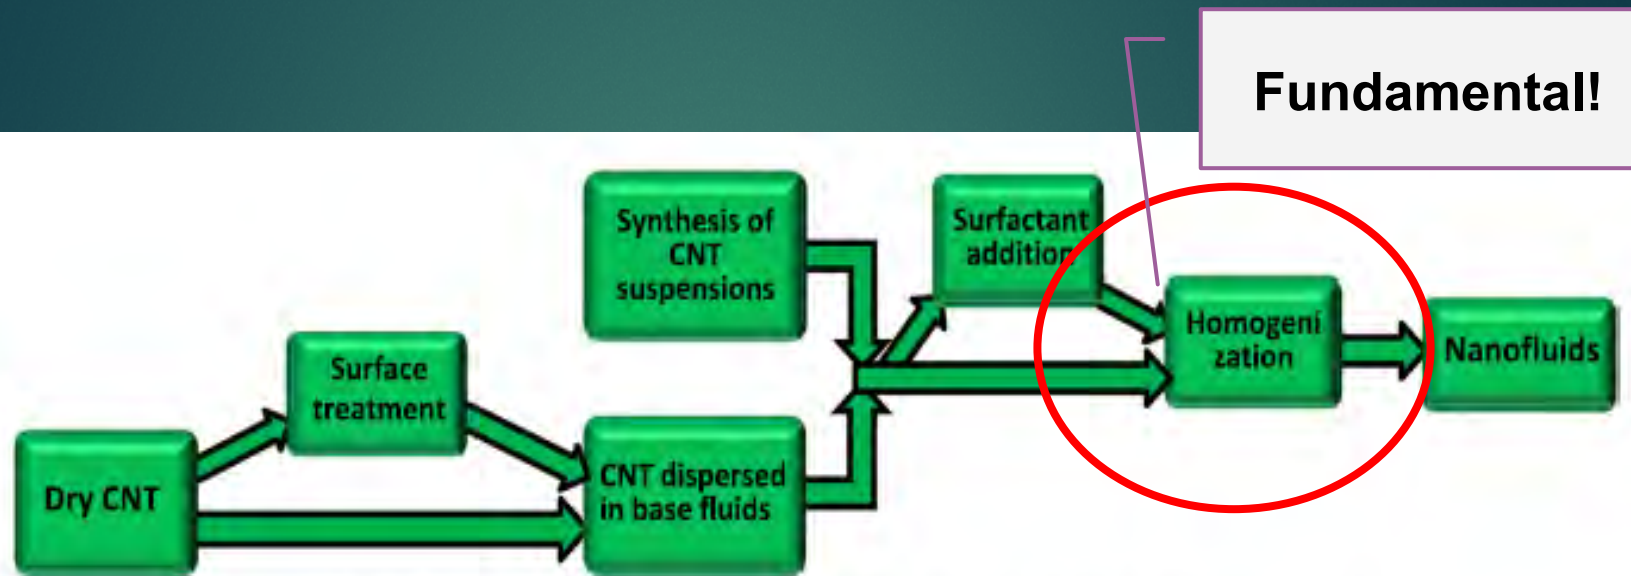 Fundamental!
Synthesis of
CNT
suspensions
Surfactant
addition
Homogeni
zation
Nanofluids
Surface
treatment
Dry CNT
CNT dispersed
in base fluids